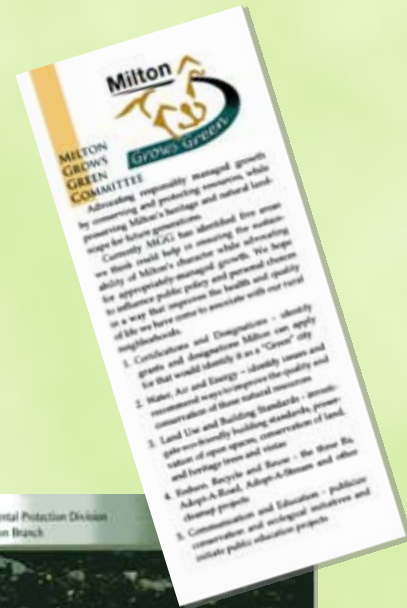 Milton
Grows Green
MILTON
GROWS
GREEN
COMMITTEE
Advocating responsibly managed growth
by conserving and protecting resources, while
preserving Milton's heritage and natural land-
scape for future generations.
Currently MGG has identified five areas
we think could help in ensuring the sustain-
ability of Milton's character while advocating
for appropriately managed growth. We hope
to influence public policy and personal choices
in a way that improves the health and quality
of life we have come to associate with our rural
neighborhoods.
1. Certifications and Designations - identify
grants and designations Milton can apply
for that would identify it as a "Green" city
2. Water, Air and Energy - identify issues and
recommend ways to improve the quality and
conservation of these natural resources
3. Land Use and Building Standards - investi-
gate eco-friendly building standards, preser-
vation of open spaces, conservation of land,
and heritage trees and vistas
4. Reduce, Recycle and Reuse - the three Rs,
Adopt-A-Road, Adopt-A-Stream and other
cleanup projects
5. Communication and Education - publicize
conservation and ecological initiatives and
initiate public education projects
ental Protection Division
on Branch